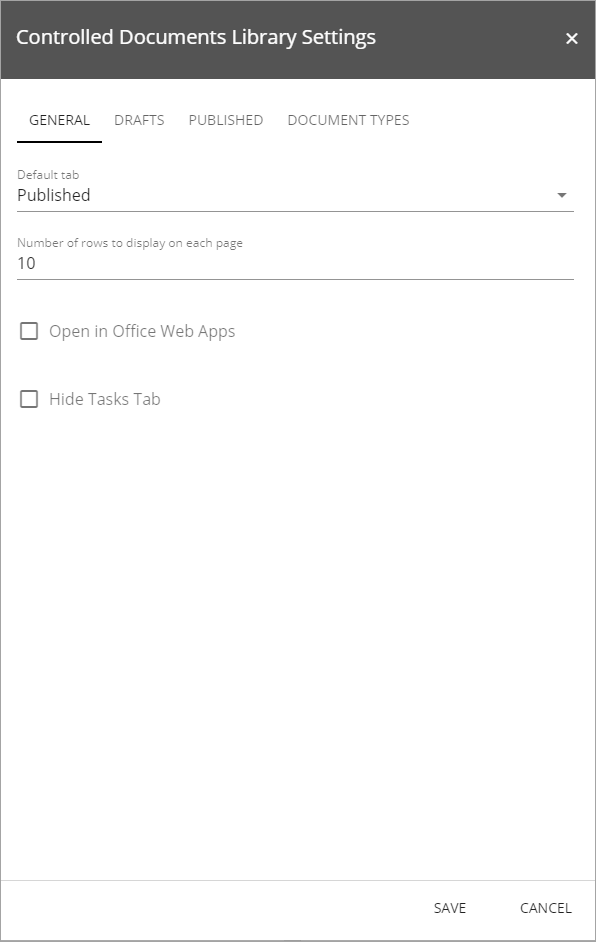 Controlled Documents Library Settings
GENERAL DRAFTS PUBLISHED DOCUMENT TYPES
Default tab
Published
Number of rows to display on each page
10
Open in Office Web Apps
Hide Tasks Tab
SAVE CANCEL